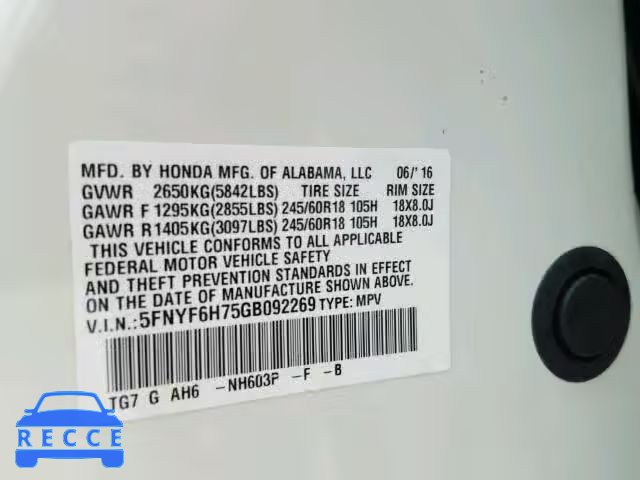 MFD. BY HONDA MFG. OF ALABAMA, LLC 06/'16
GVWR 2650KG(5842LBS) TIRE SIZE RIM SIZE
GAWR F 1295KG(2855LBS) 245/60R18 105H 18X8.0J
GAWR R1405KG(3097LBS) 245/60R18 105H 18X8.0J
THIS VEHICLE CONFORMS TO ALL APPLICABLE
FEDERAL MOTOR VEHICLE SAFETY
AND THEFT PREVENTION STANDARDS IN EFFECT
ON THE DATE OF MANUFACTURE SHOWN ABOVE.
V.I.N.:5FNYF6H75GB092269 TYPE: MPV
TG7 G AH6 -NH603P -F -B
RECCE